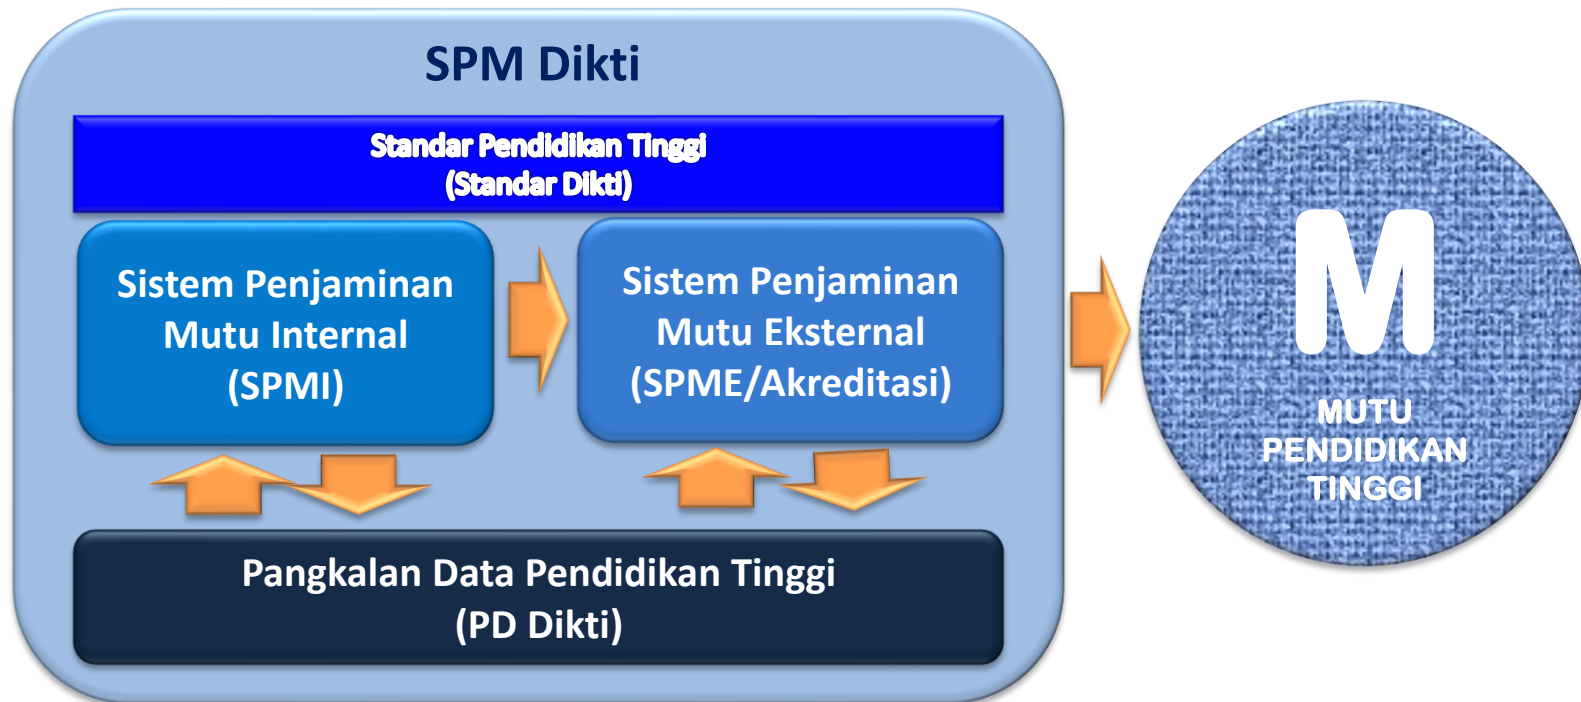 SPM Dikti
Standar Pendidikan Tinggi
(Standar Dikti)
Sistem Penjaminan
Mutu Internal
(SPMI)
Sistem Penjaminan
Mutu Eksternal
(SPME/Akreditasi)
Pangkalan Data Pendidikan Tinggi
(PD Dikti)
M
MUTU
PENDIDIKAN
TINGGI